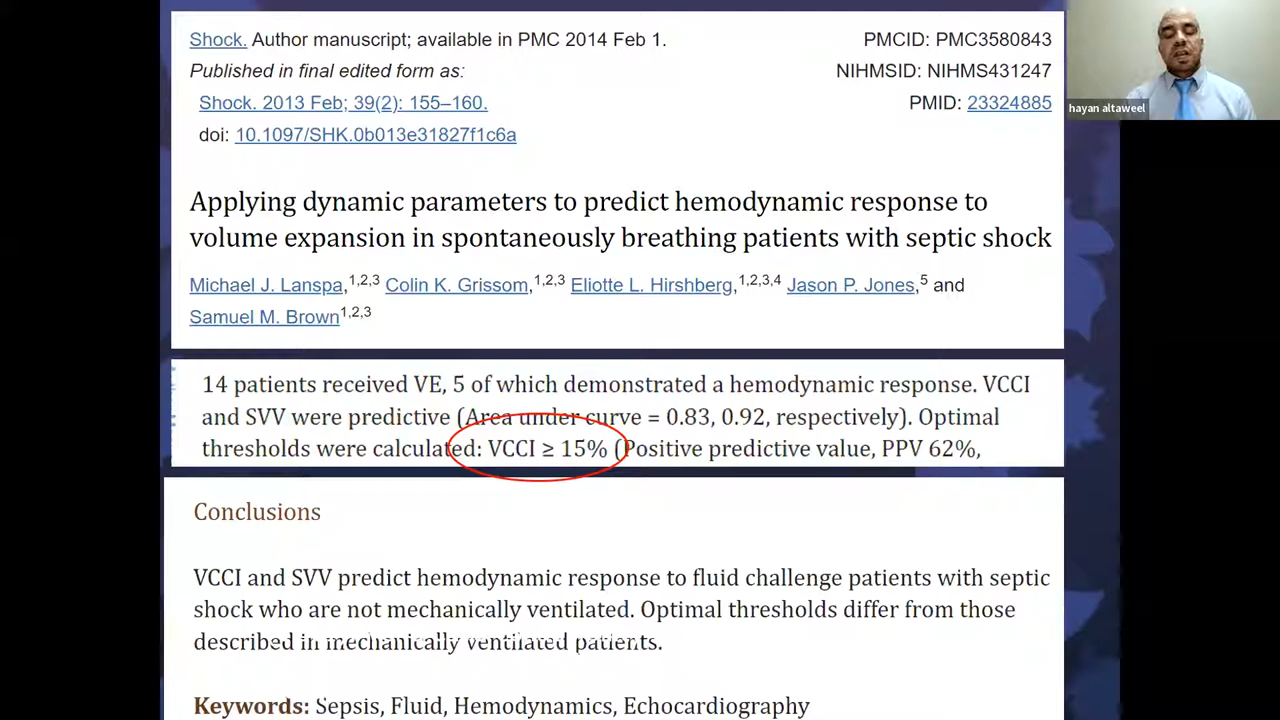 Shock. Author manuscript; available in PMC 2014 Feb 1.
PMCID: PMC3580843
Published in final edited form as:
NIHMSID: NIHMS431247
Shock. 2013 Feb; 39(2): 155–160.
PMID: 23324885
doi: 10.1097/SHK.0b013e31827f1c6a
hayan altaweel
Applying dynamic parameters to predict hemodynamic response to
volume expansion in spontaneously breathing patients with septic shock
Michael J. Lanspa,1,2,3 Colin K. Grissom,1,2,3 Eliotte L. Hirshberg,1,2,3,4 Jason P. Jones,5 and
Samuel M. Brown1,2,3
14 patients received VE, 5 of which demonstrated a hemodynamic response. VCCI
and SVV were predictive (Area under curve = 0.83, 0.92, respectively). Optimal
thresholds were calculated: VCCI ≥ 15% (Positive predictive value, PPV 62%,
Conclusions
VCCI and SVV predict hemodynamic response to fluid challenge patients with septic
shock who are not mechanically ventilated. Optimal thresholds differ from those
described in mechanically ventilated patients.
Keywords: Sepsis, Fluid, Hemodynamics, Echocardiography